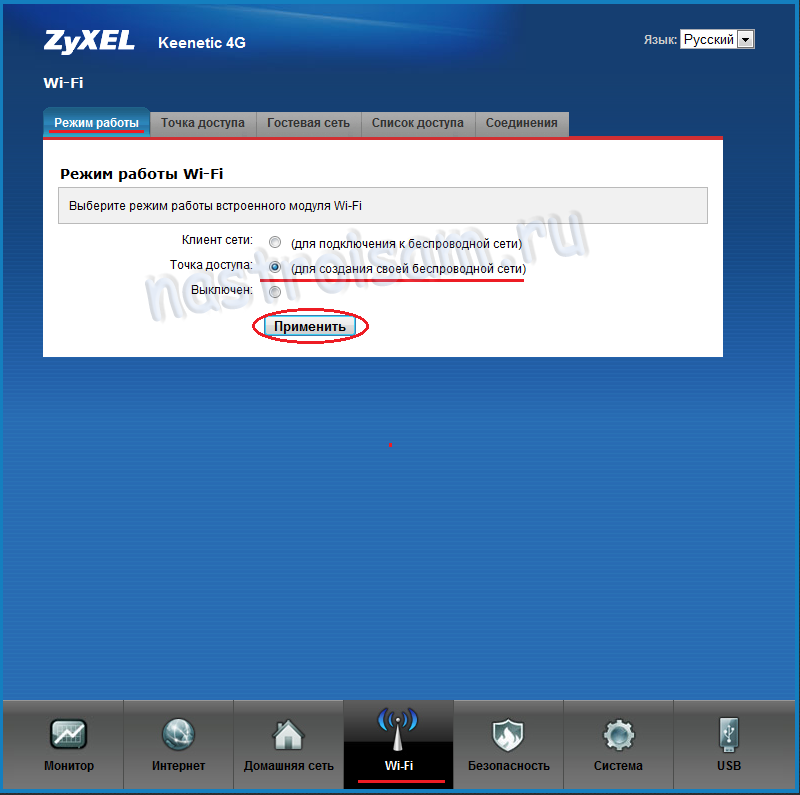 ZyXEL Keenetic 4G
Язык: Русский
Wi-Fi
Режим работы Точка доступа Гостевая сеть Список доступа Соединения
Режим работы Wi-Fi
Выберите режим работы встроенного модуля Wi-Fi
Клиент сети: (для подключения к беспроводной сети)
Точка доступа: (для создания своей беспроводной сети)
Выключен:
Применить
nastroisam.ru
Монитор Интернет Домашняя сеть Wi-Fi Безопасность Система USB